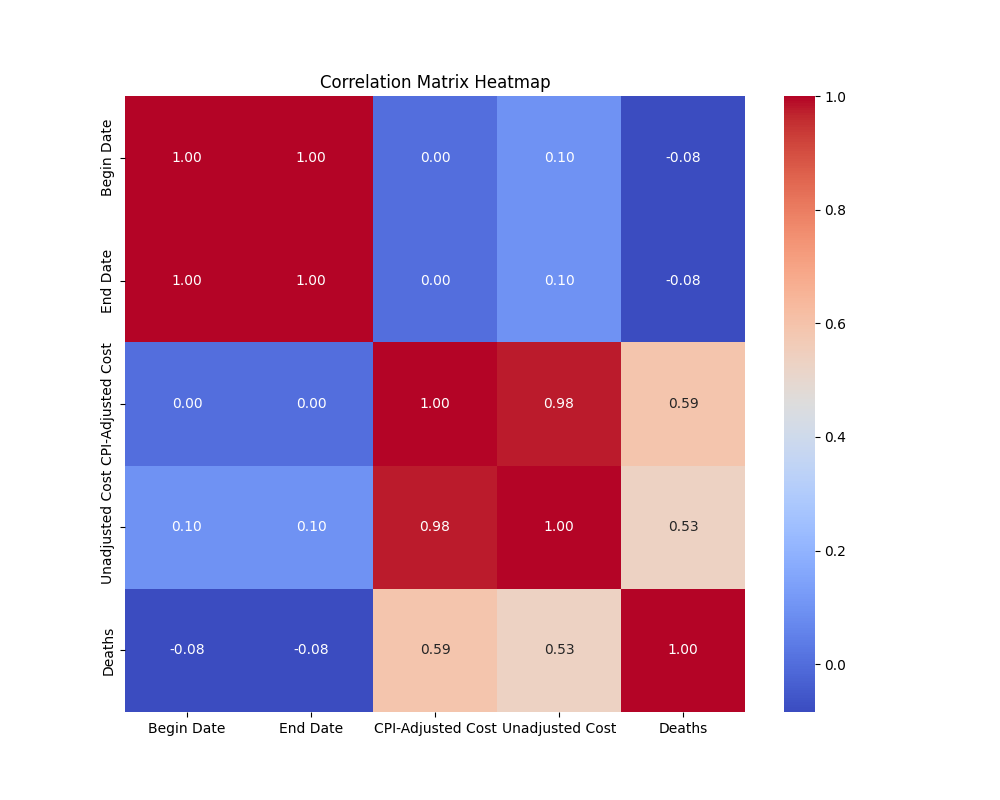 Correlation Matrix Heatmap
Begin Date 1.00 1.00 0.00 0.10 -0.08
End Date 1.00 1.00 0.00 0.10 -0.08
CPI-Adjusted Cost 0.00 0.00 1.00 0.98 0.59
Unadjusted Cost 0.10 0.10 0.98 1.00 0.53
Deaths -0.08 -0.08 0.59 0.53 1.00
Begin Date End Date CPI-Adjusted Cost Unadjusted Cost Deaths
1.0
0.8
0.6
0.4
0.2
0.0